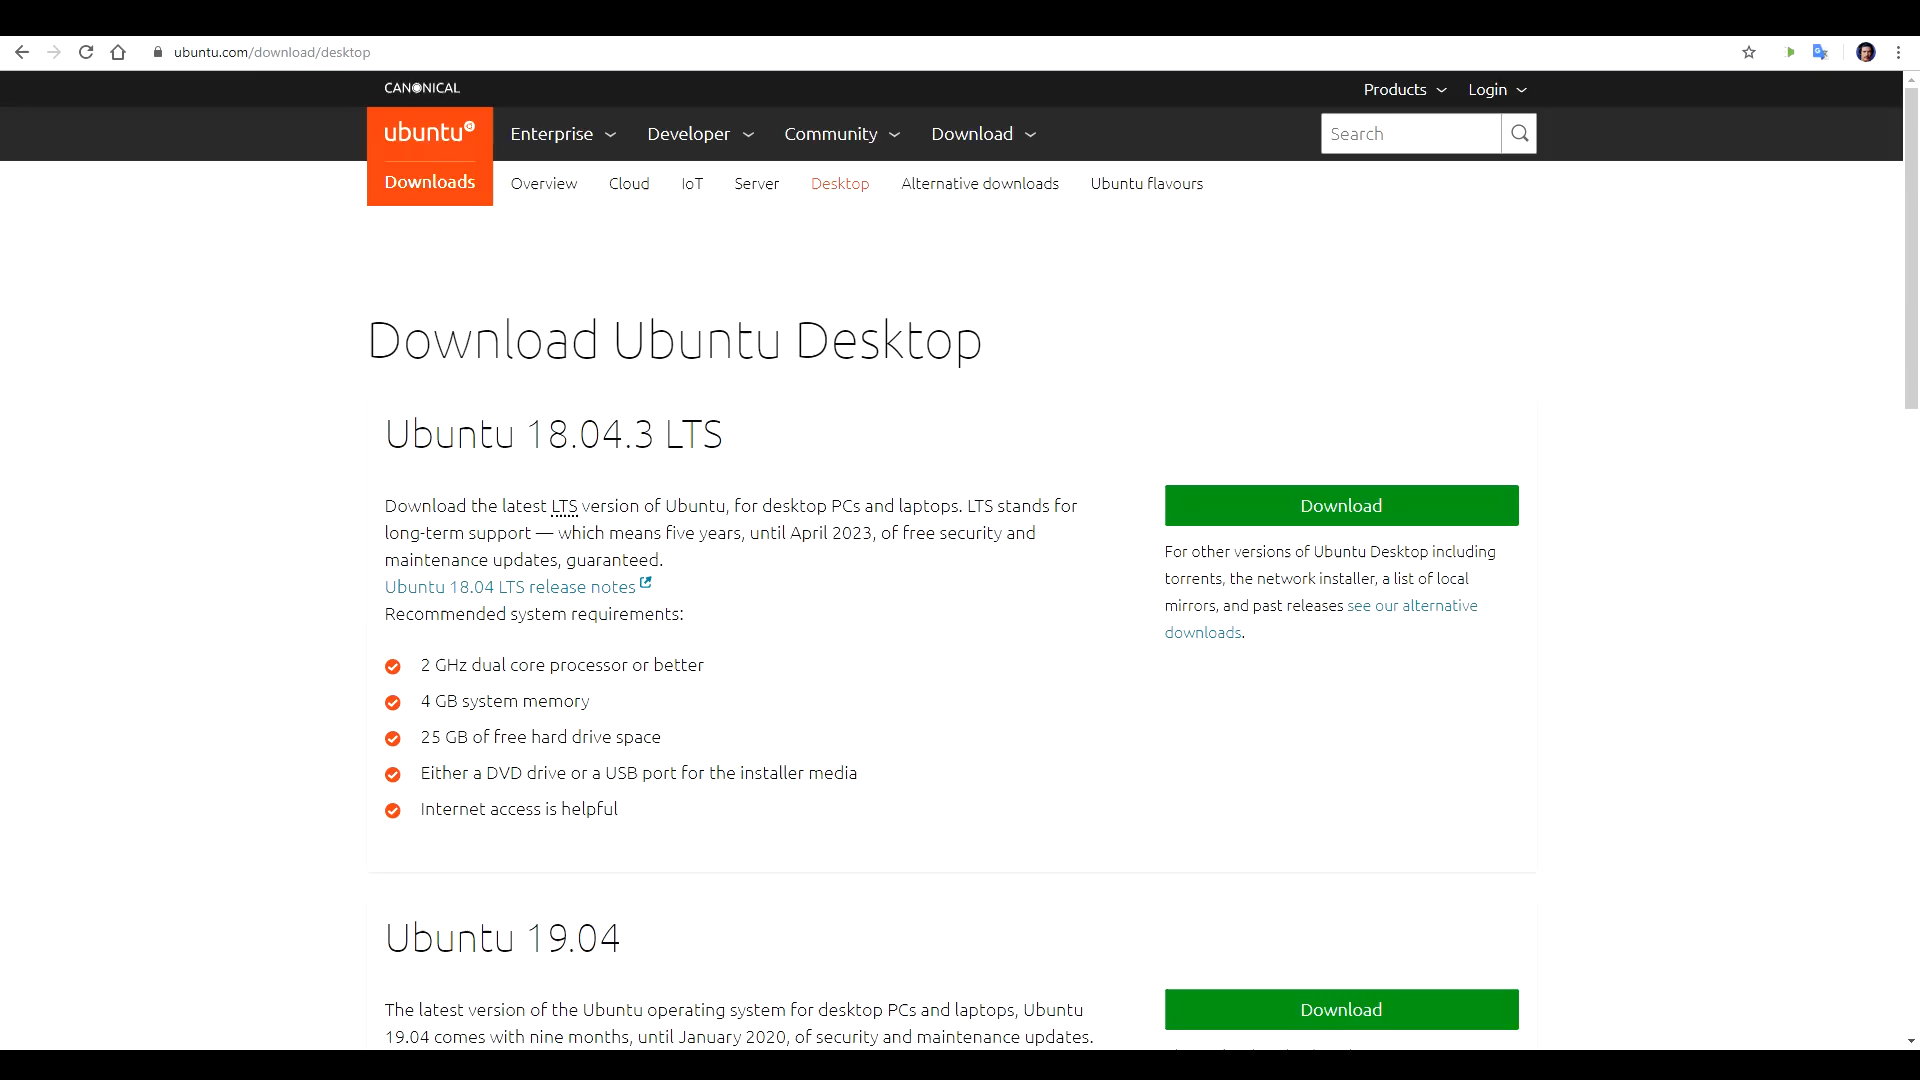 ubuntu.com/download/desktop
CANONICAL
Products
Login
ubuntu
Enterprise
Developer
Community
Download
Search
Downloads
Overview
Cloud
IoT
Server
Desktop
Alternative downloads
Ubuntu flavours
Download Ubuntu Desktop
Ubuntu 18.04.3 LTS
Download the latest LTS version of Ubuntu, for desktop PCs and laptops. LTS stands for
long-term support — which means five years, until April 2023, of free security and
maintenance updates, guaranteed.
Ubuntu 18.04 LTS release notes
Recommended system requirements:
2 GHz dual core processor or better
4 GB system memory
25 GB of free hard drive space
Either a DVD drive or a USB port for the installer media
Internet access is helpful
Download
For other versions of Ubuntu Desktop including
torrents, the network installer, a list of local
mirrors, and past releases see our alternative
downloads.
Ubuntu 19.04
The latest version of the Ubuntu operating system for desktop PCs and laptops, Ubuntu
19.04 comes with nine months, until January 2020, of security and maintenance updates.
Download